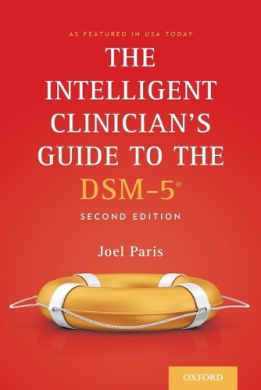 AS FEATURED IN USA TODAY
THE
INTELLIGENT
CLINICIAN'S
GUIDE TO THE
DSM-5®
SECOND EDITION
Joel Paris
OXFORD